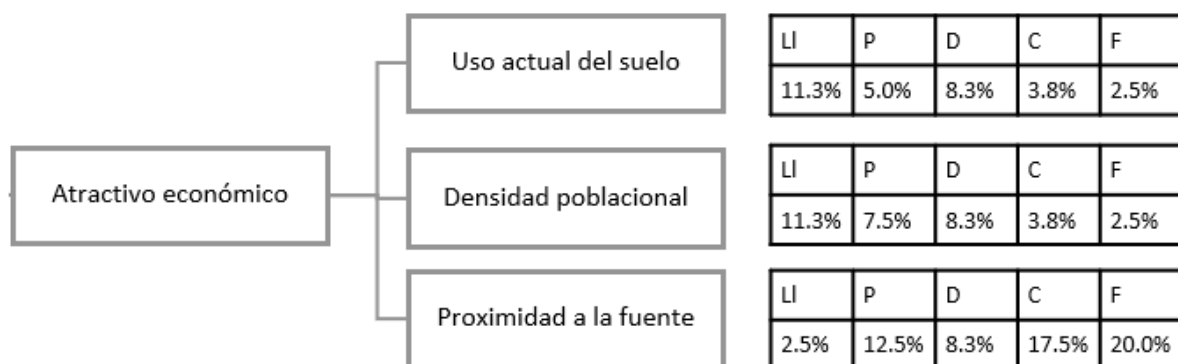 Atractivo económico
Uso actual del suelo
Ll P D C F
11.3% 5.0% 8.3% 3.8% 2.5%
Densidad poblacional
Ll P D C F
11.3% 7.5% 8.3% 3.8% 2.5%
Proximidad a la fuente
Ll P D C F
2.5% 12.5% 8.3% 17.5% 20.0%